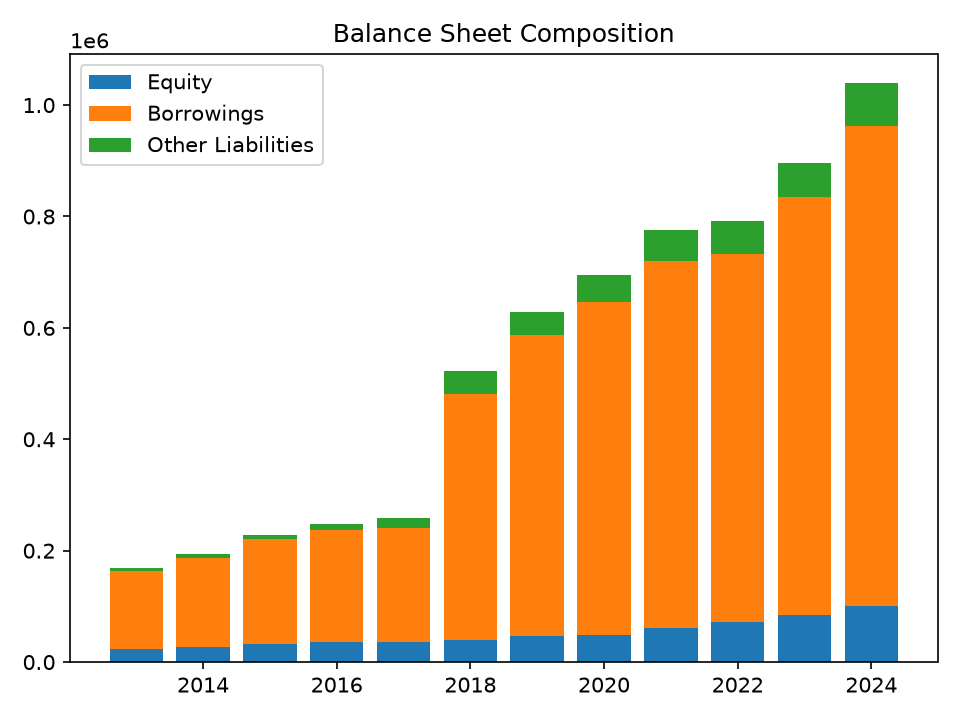 Balance Sheet Composition
1e6
Equity
Borrowings
Other Liabilities
1.0
0.8
0.6
0.4
0.2
0.0
2014 2016 2018 2020 2022 2024